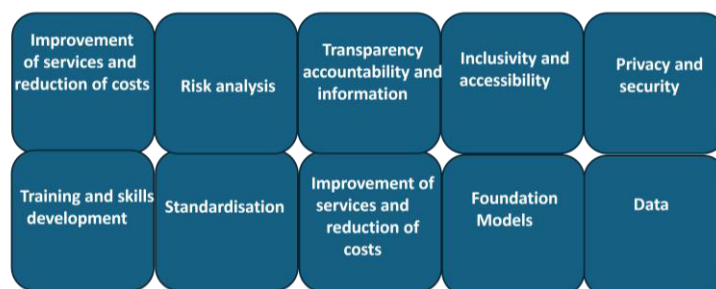 Improvement
of services and
reduction of costs
Risk analysis
Transparency
accountability and
information
Inclusivity and
accessibility
Privacy and
security
Training and skills
development
Standardisation
Improvement of
services and
reduction of
costs
Foundation
Models
Data